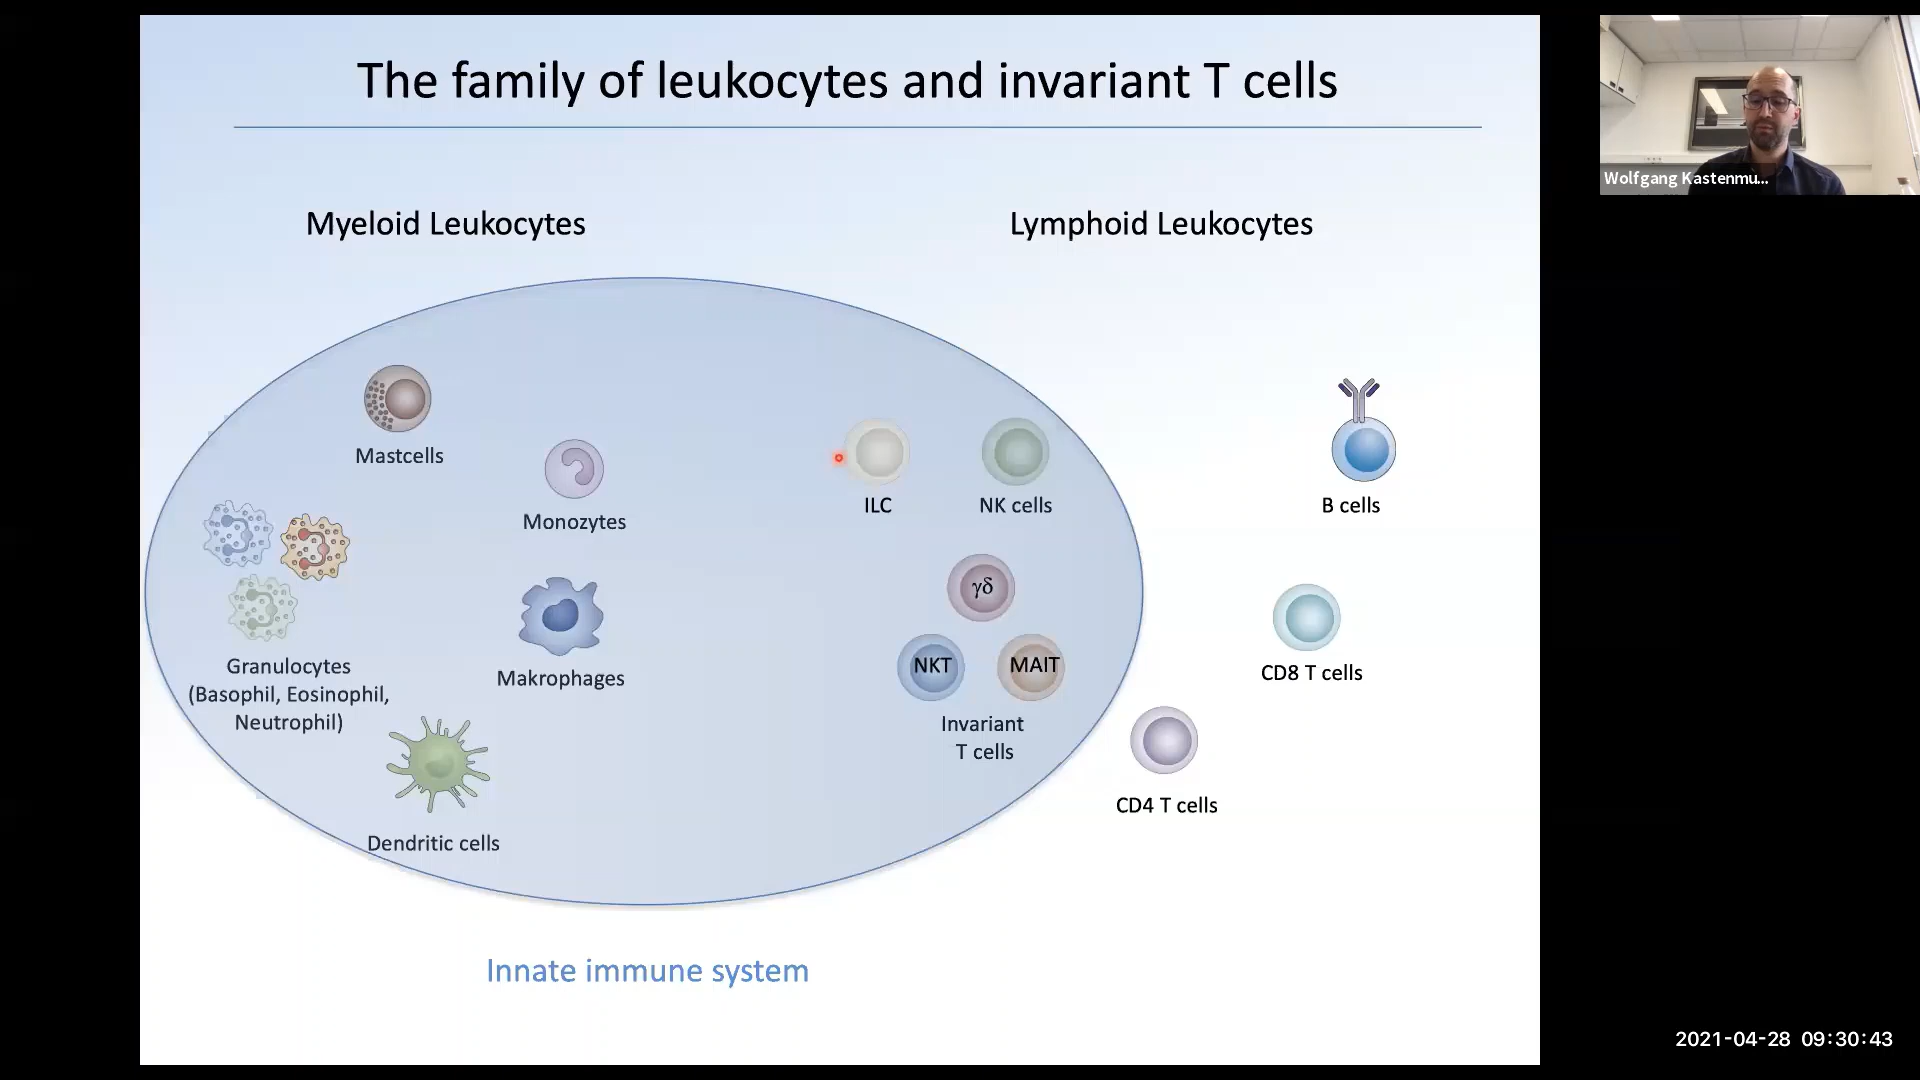 The family of leukocytes and invariant T cells
Wolfgang Kastenmu...
Myeloid Leukocytes
Lymphoid Leukocytes
Mastcells
Monozytes
ILC
NK cells
B cells
γδ
Granulocytes
(Basophil, Eosinophil,
Neutrophil)
Makrophages
NKT
MAIT
Invariant
T cells
CD8 T cells
CD4 T cells
Dendritic cells
Innate immune system
2021-04-28 09:30:43